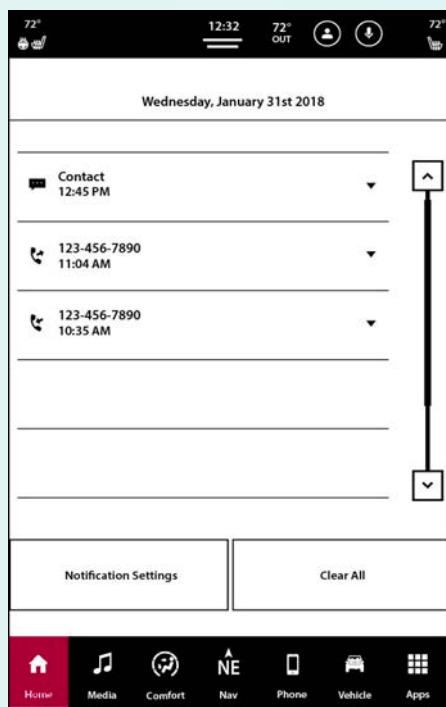 72° 12:32 72° 72°
OUT
Wednesday, January 31st 2018
Contact
12:45 PM
123-456-7890
11:04 AM
123-456-7890
10:35 AM
Notification Settings Clear All
NE
Home Media Comfort Nav Phone Vehicle Apps